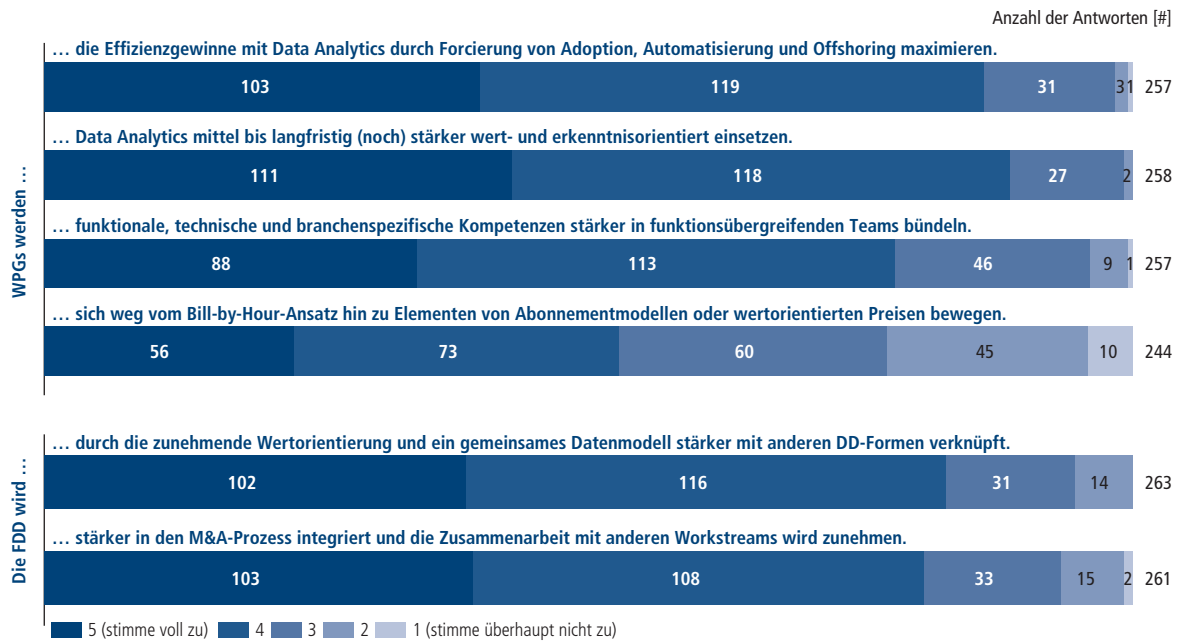 Anzahl der Antworten [#]
WPGs werden …
… die Effizienzgewinne mit Data Analytics durch Forcierung von Adoption, Automatisierung und Offshoring maximieren.
103 119 31 3 1 257
… Data Analytics mittel bis langfristig (noch) stärker wert- und erkenntnisorientiert einsetzen.
111 118 27 2 258
… funktionale, technische und branchenspezifische Kompetenzen stärker in funktionsübergreifenden Teams bündeln.
88 113 46 9 1 257
… sich weg vom Bill-by-Hour-Ansatz hin zu Elementen von Abonnementmodellen oder wertorientierten Preisen bewegen.
56 73 60 45 10 244
Die FDD wird …
… durch die zunehmende Wertorientierung und ein gemeinsames Datenmodell stärker mit anderen DD-Formen verknüpft.
102 116 31 14 263
… stärker in den M&A-Prozess integriert und die Zusammenarbeit mit anderen Workstreams wird zunehmen.
103 108 33 15 2 261
5 (stimme voll zu) 4 3 2 1 (stimme überhaupt nicht zu)